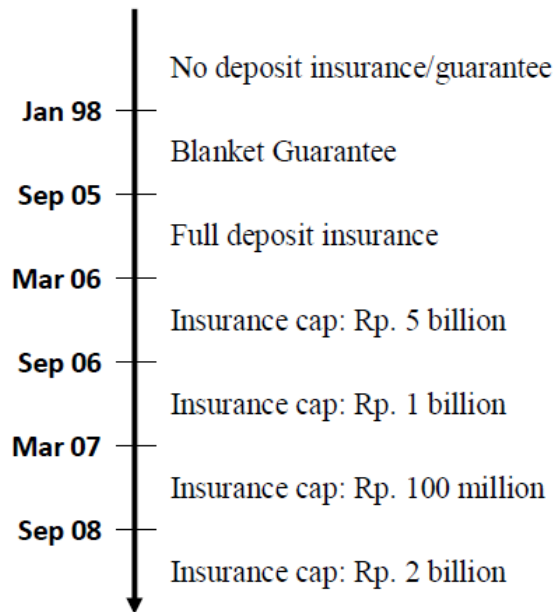 No deposit insurance/guarantee
Jan 98
Blanket Guarantee
Sep 05
Full deposit insurance
Mar 06
Insurance cap: Rp. 5 billion
Sep 06
Insurance cap: Rp. 1 billion
Mar 07
Insurance cap: Rp. 100 million
Sep 08
Insurance cap: Rp. 2 billion